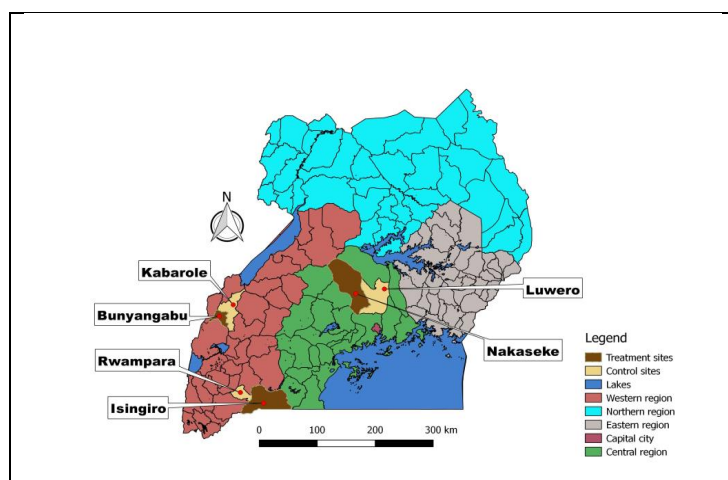 N
Kabarole
Bunyangabu
Rwampara
Isingiro
Luwero
Nakaseke
Legend
Treatment sites
Control sites
Lakes
Western region
Northern region
Eastern region
Capital city
Central region
0 100 200 300 km